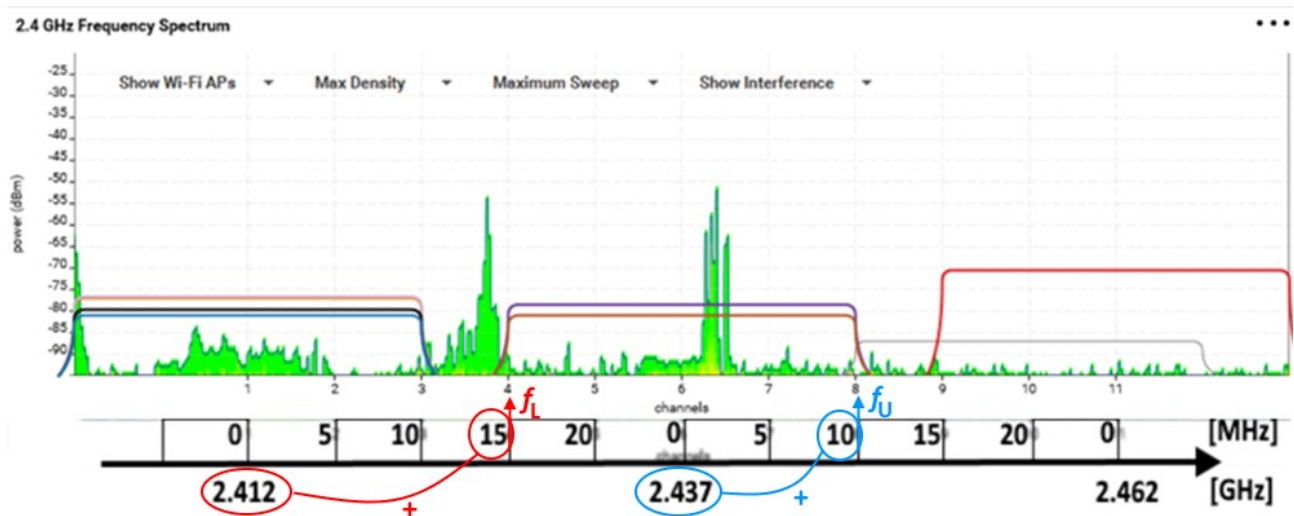 2.4 GHz Frequency Spectrum
Show Wi-Fi APs Max Density Maximum Sweep Show Interference
-25
-30
-35
-40
-45
-50
-55
-60
-65
-70
-75
-80
-85
-90
power (dBm)
1 2 3 4 5 6 7 8 9 10 11
channels
fL fU
0 5 10 15 20 0 5 10 15 20 0 [MHz]
channels
2.412 + 2.437 + 2.462 [GHz]